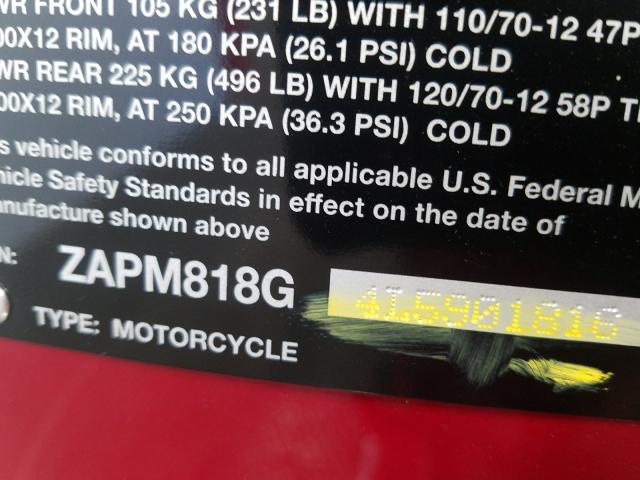 WR FRONT 105 KG (231 LB) WITH 110/70-12 47P
00X12 RIM, AT 180 KPA (26.1 PSI) COLD
WR REAR 225 KG (496 LB) WITH 120/70-12 58P TI
00X12 RIM, AT 250 KPA (36.3 PSI) COLD
s vehicle conforms to all applicable U.S. Federal M
hicle Safety Standards in effect on the date of
anufacture shown above
N: ZAPM818G 4L5901816
TYPE: MOTORCYCLE